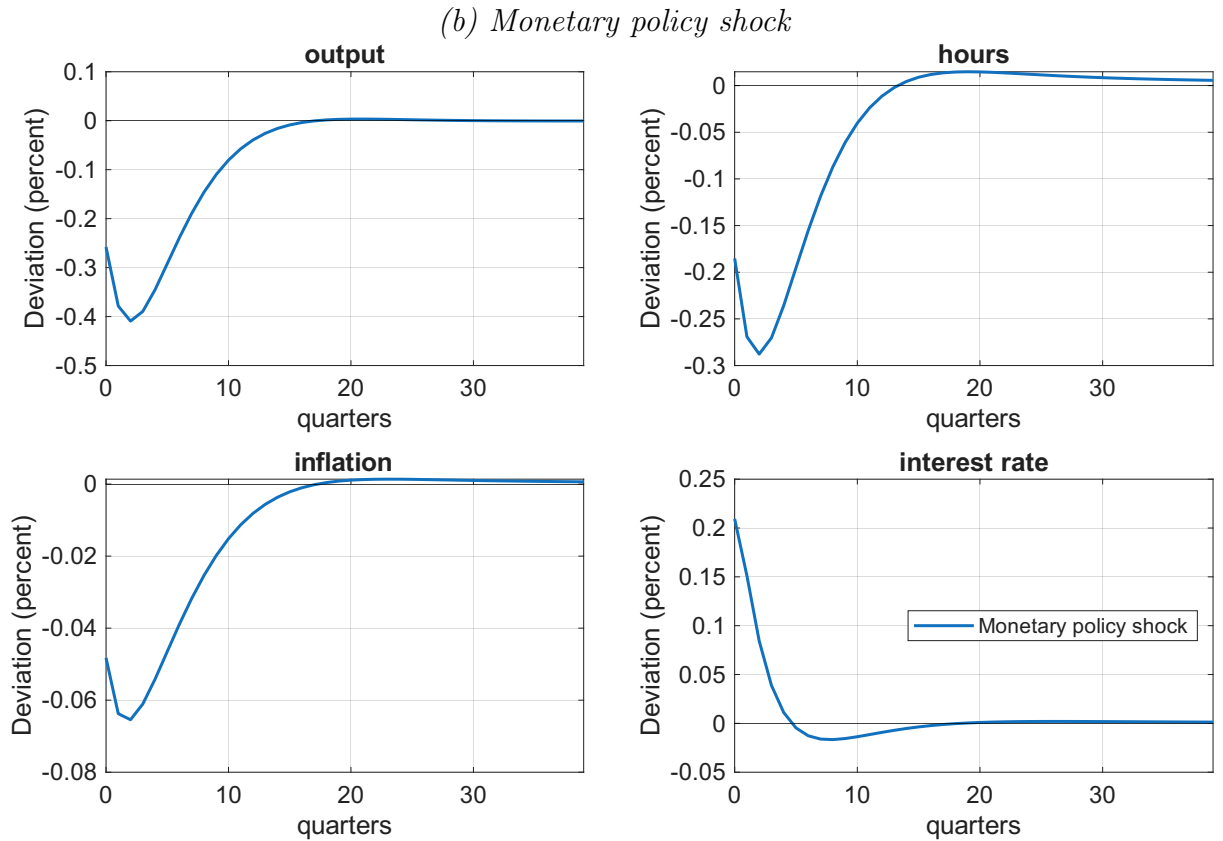 (b) Monetary policy shock
output
0.1
0
-0.1
-0.2
-0.3
-0.4
-0.5
Deviation (percent)
0 10 20 30
quarters
hours
0
-0.05
-0.1
-0.15
-0.2
-0.25
-0.3
Deviation (percent)
0 10 20 30
quarters
inflation
0
-0.02
-0.04
-0.06
-0.08
Deviation (percent)
0 10 20 30
quarters
interest rate
0.25
0.2
0.15
0.1
0.05
0
-0.05
Deviation (percent)
Monetary policy shock
0 10 20 30
quarters